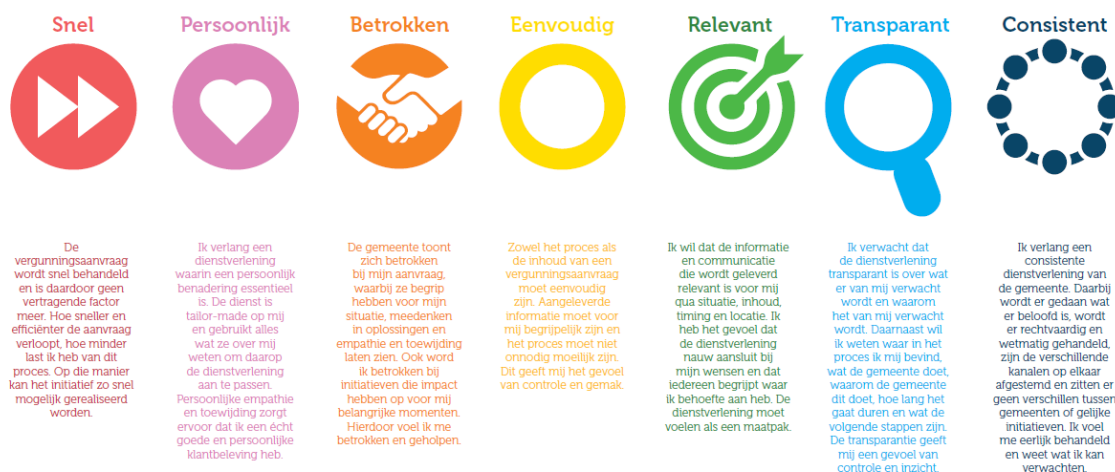 Snel
De
vergunningsaanvraag
wordt snel behandeld
en is daardoor geen
vertragende factor
meer. Hoe sneller en
efficiënter de aanvraag
verloopt, hoe minder
last ik heb van dit
proces. Op die manier
kan het initiatief zo snel
mogelijk gerealiseerd
worden.
Persoonlijk
Ik verlang een
dienstverlening
waarin een persoonlijk
benadering essentieel
is. De dienst is
tailor-made op mij
en gebruikt alles
wat ze over mij
weten om daarop
de dienstverlening
aan te passen.
Persoonlijke empathie
en toewijding zorgt
ervoor dat ik een écht
goede en persoonlijke
klantbeleving heb.
Betrokken
De gemeente toont
zich betrokken
bij mijn aanvraag,
waarbij ze begrip
hebben voor mijn
situatie, meedenken
in oplossingen en
empathie en toewijding
laten zien. Ook word
ik betrokken bij
initiatieven die impact
hebben op voor mij
belangrijke momenten.
Hierdoor voel ik me
betrokken en geholpen.
Eenvoudig
Zowel het proces als
de inhoud van een
vergunningsaanvraag
moet eenvoudig
zijn. Aangeleverde
informatie moet voor
mij begrijpelijk zijn en
het proces moet niet
onnodig moeilijk zijn.
Dit geeft mij het gevoel
van controle en gemak.
Relevant
Ik wil dat de informatie
en communicatie
die wordt geleverd
relevant is voor mij
qua situatie, inhoud,
timing en locatie. Ik
heb het gevoel dat
de dienstverlening
nauw aansluit bij
mijn wensen en dat
iedereen begrijpt waar
ik behoefte aan heb. De
dienstverlening moet
voelen als een maatpak.
Transparant
Ik verwacht dat
de dienstverlening
transparant is over wat
er van mij verwacht
wordt en waarom
het van mij verwacht
wordt. Daarnaast wil
ik weten waar in het
proces ik mij bevind,
wat de gemeente doet,
waarom de gemeente
dit doet, hoe lang het
gaat duren en wat de
volgende stappen zijn.
De transparantie geeft
mij een gevoel van
controle en inzicht.
Consistent
Ik verlang een
consistente
dienstverlening van
de gemeente. Daarbij
wordt er gedaan wat
er beloofd is, wordt
er rechtvaardig en
wetmatig gehandeld,
zijn de verschillende
kanalen op elkaar
afgestemd en zitten er
geen verschillen tussen
gemeenten of gelijke
initiatieven. Ik voel
me eerlijk behandeld
en weet wat ik kan
verwachten.